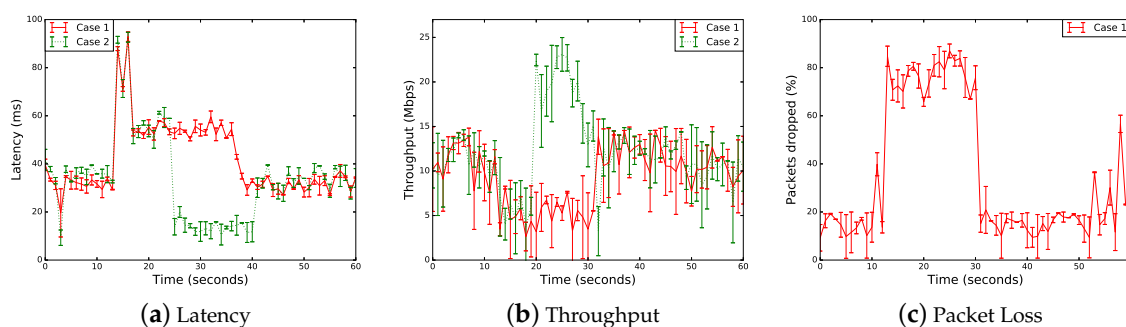 100
80
60
40
20
0
0 10 20 30 40 50 60
Latency (ms)
Time (seconds)
Case 1
Case 2
(a) Latency
25
20
15
10
5
0
0 10 20 30 40 50 60
Throughput (Mbps)
Time (seconds)
Case 1
Case 2
(b) Throughput
100
80
60
40
20
0
0 10 20 30 40 50
Packets dropped (%)
Time (seconds)
Case 1
(c) Packet Loss